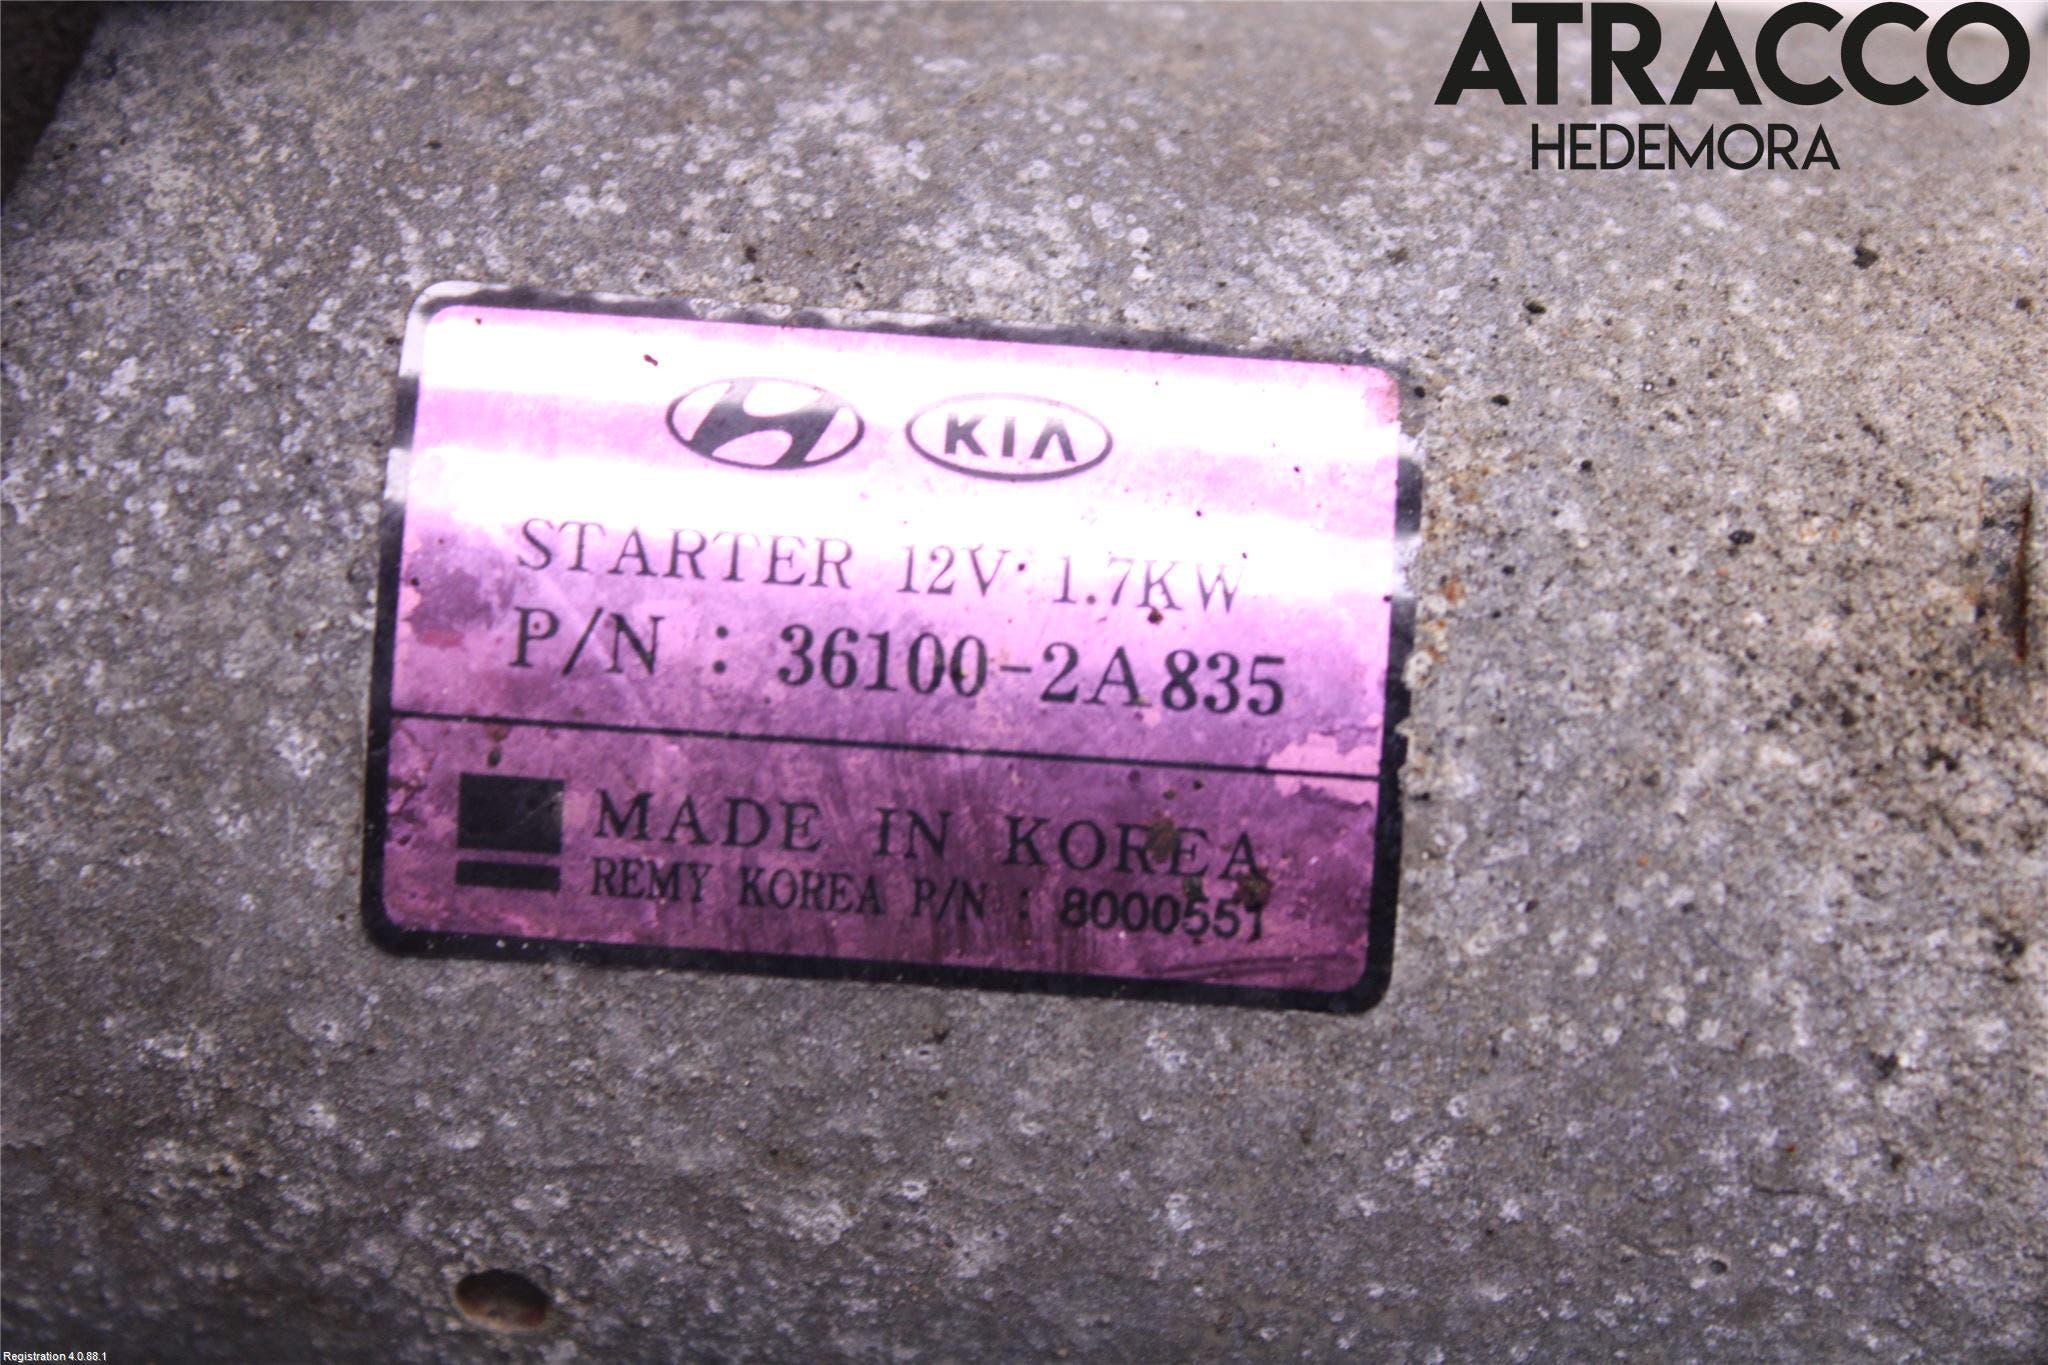 ATRACCO
HEDEMORA
KIA
STARTER 12V 1.7KW
P/N : 36100-2A835
MADE IN KOREA
REMY KOREA P/N : 8000551
Registration 4.0.88.1